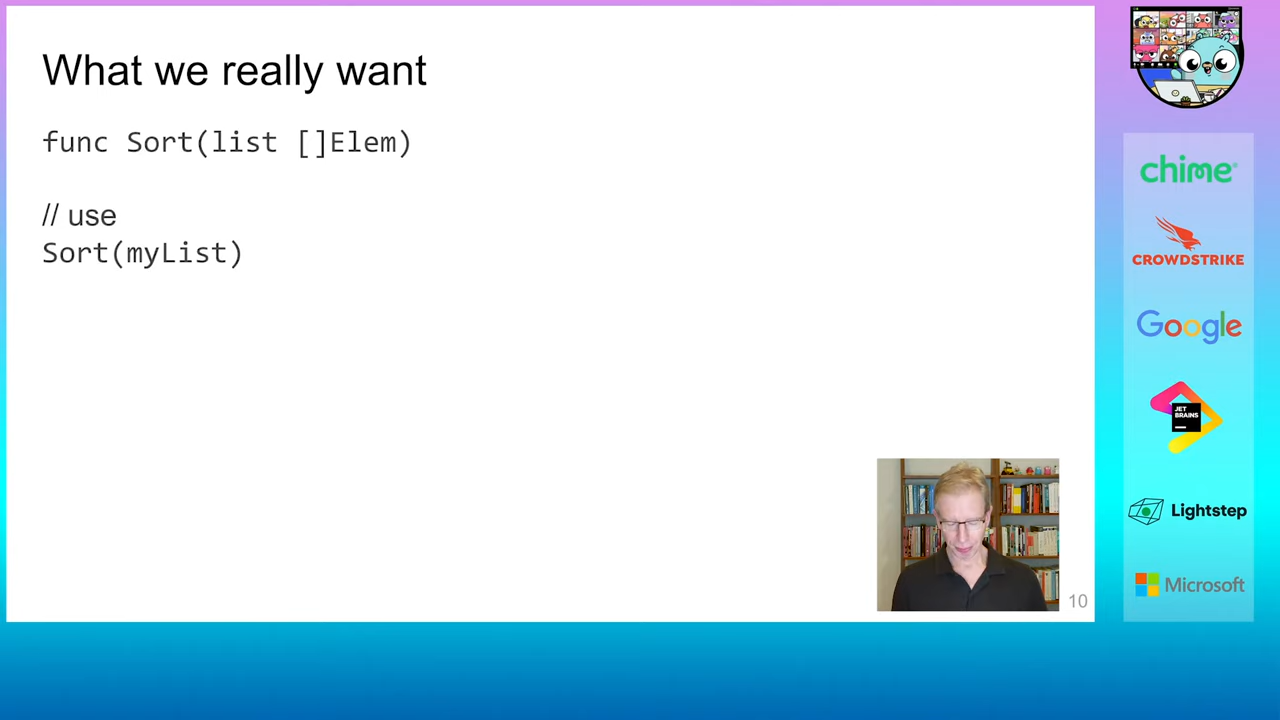 What we really want
func Sort(list []Elem)
// use
Sort(myList)
10
chime
CROWDSTRIKE
Google
JET
BRAINS
Lightstep
Microsoft